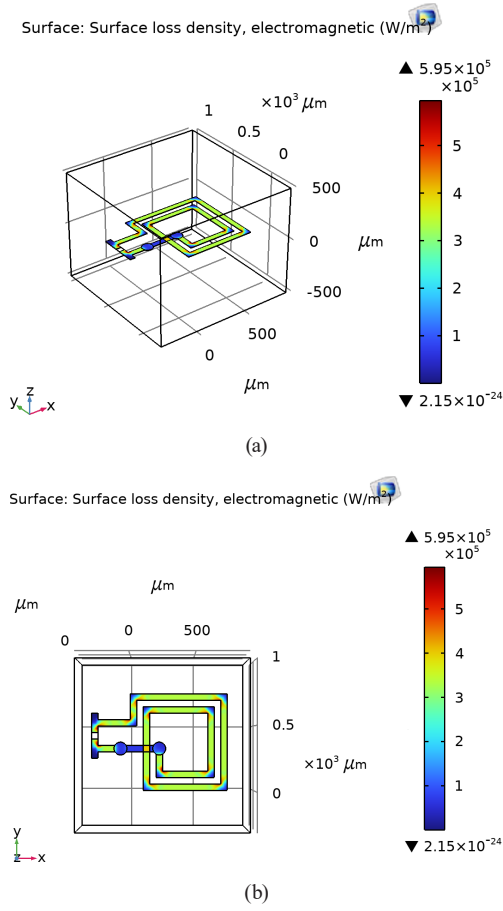 Surface: Surface loss density, electromagnetic (W/m²)
▲ 5.95×10⁵
×10⁵
1
×10³ μm
0.5
0
500
0
μm
-500
500
0
μm
5
4
3
2
1
▼ 2.15×10⁻²⁴
y z x
(a)
Surface: Surface loss density, electromagnetic (W/m²)
▲ 5.95×10⁵
×10⁵
μm
μm
0
0
500
1
0.5
×10³ μm
0
5
4
3
2
1
▼ 2.15×10⁻²⁴
y
z x
(b)